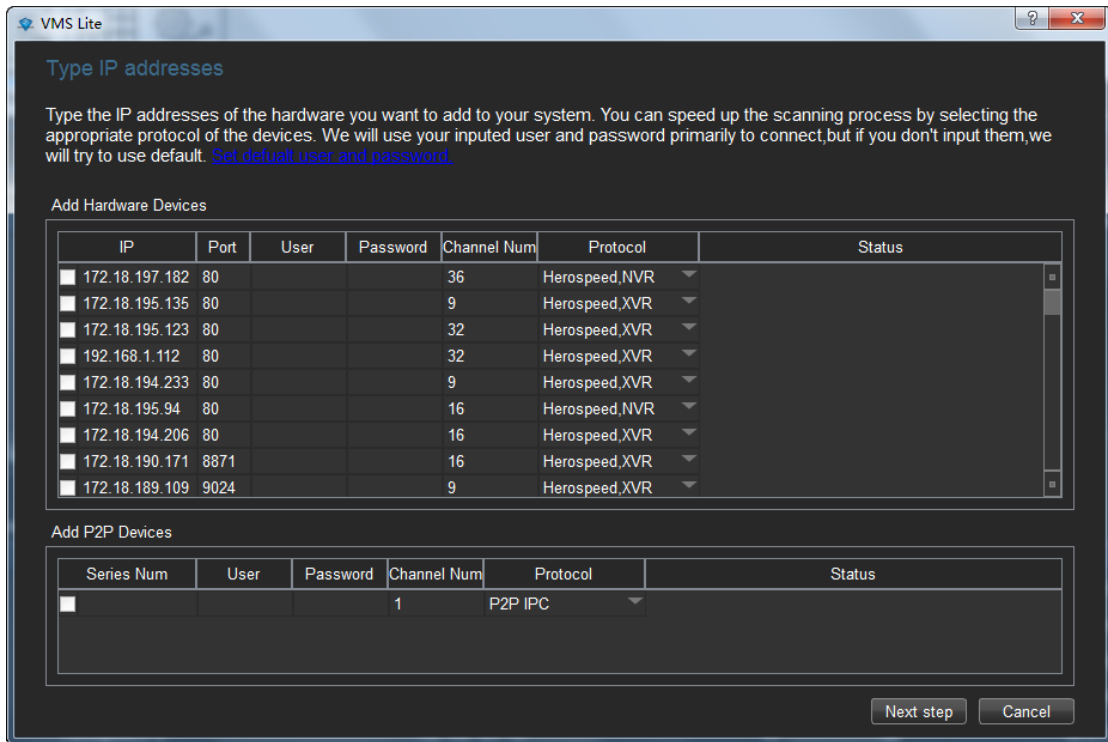 VMS Lite
Type IP addresses
Type the IP addresses of the hardware you want to add to your system. You can speed up the scanning process by selecting the
appropriate protocol of the devices. We will use your inputed user and password primarily to connect,but if you don't input them,we
will try to use default. Set defualt user and password.
Add Hardware Devices
IP Port User Password Channel Num Protocol Status
172.18.197.182 80 36 Herospeed,NVR
172.18.195.135 80 9 Herospeed,XVR
172.18.195.123 80 32 Herospeed,XVR
192.168.1.112 80 32 Herospeed,XVR
172.18.194.233 80 9 Herospeed,XVR
172.18.195.94 80 16 Herospeed,NVR
172.18.194.206 80 16 Herospeed,XVR
172.18.190.171 8871 16 Herospeed,XVR
172.18.189.109 9024 9 Herospeed,XVR
Add P2P Devices
Series Num User Password Channel Num Protocol Status
1 P2P IPC
Next step Cancel